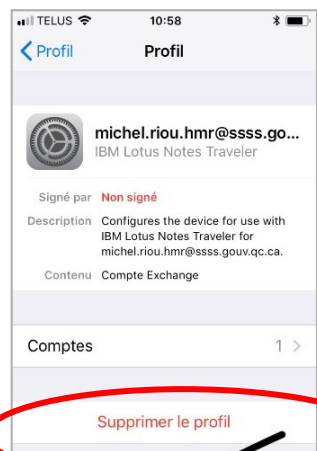 TELUS 10:58
Profil Profil
michel.riou.hmr@ssss.go...
IBM Lotus Notes Traveler
Signé par Non signé
Description Configures the device for use with
IBM Lotus Notes Traveler for
michel.riou.hmr@ssss.gouv.qc.ca.
Contenu Compte Exchange
Comptes 1
Supprimer le profil